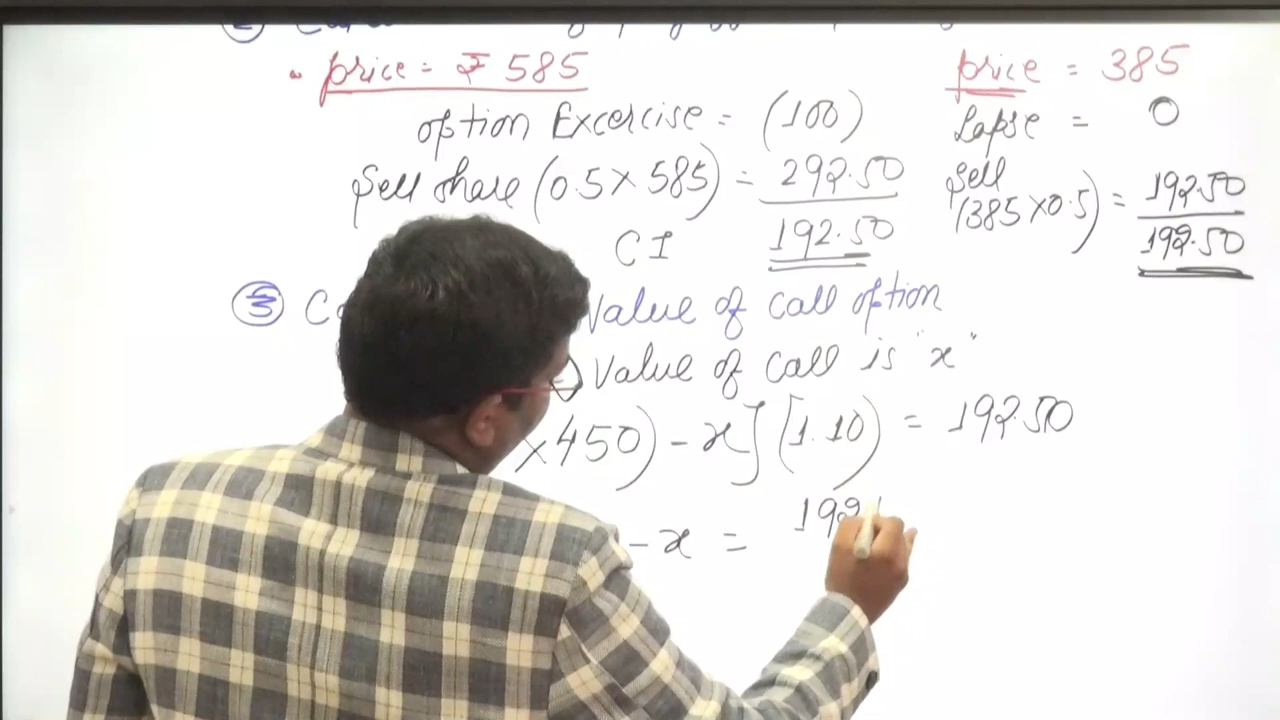 price = ₹ 585
option Excercise = (100)
Sell share (0.5 × 585) = 292.50
192.50
CI
price = 385
Lapse = 0
Sell
(385 × 0.5) = 192.50
192.50
③ Value of call option
Value of call is "x"
× 450) - x] (1.10) = 192.50
- x = 192